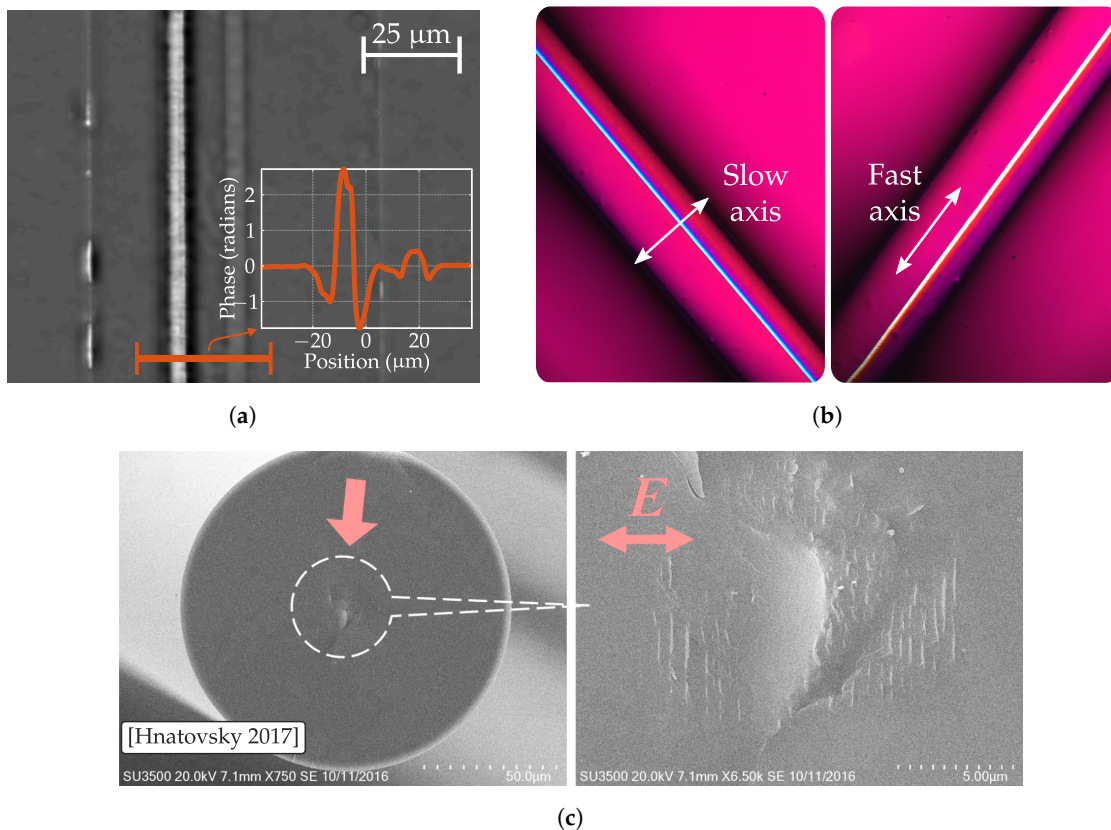 25 μm
Phase (radians)
2
1
0
−1
−20
0
20
Position (μm)
(a)
Slow
axis
Fast
axis
(b)
E
[Hnatovsky 2017]
SU3500 20.0kV 7.1mm X750 SE 10/11/2016
50.0μm
SU3500 20.0kV 7.1mm X6.50k SE 10/11/2016
5.00μm
(c)